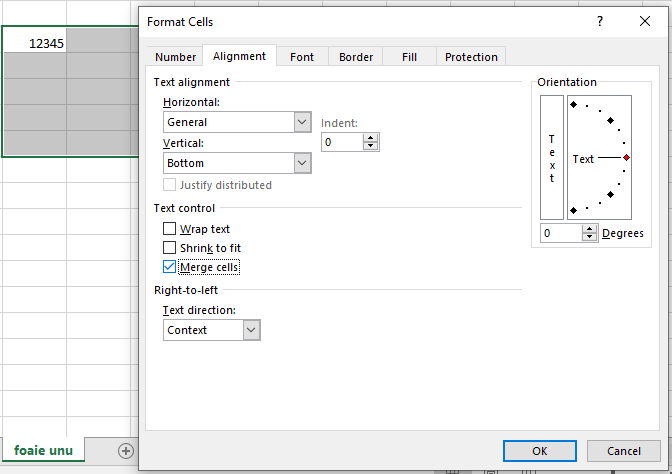 Format Cells
12345
Number Alignment Font Border Fill Protection
Text alignment
Orientation
Horizontal:
General
Indent:
Vertical:
0
Bottom
Text
Text
Justify distributed
Text control
Wrap text
0 Degrees
Shrink to fit
Merge cells
Right-to-left
Text direction:
Context
foaie unu
OK Cancel